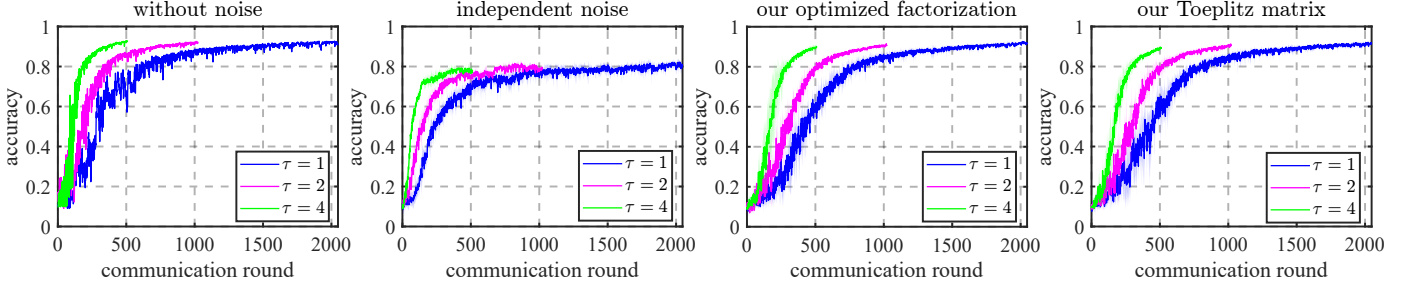 without noise
accuracy
1
0.8
0.6
0.4
0.2
0
τ = 1
τ = 2
τ = 4
0 500 1000 1500 2000
communication round
independent noise
accuracy
1
0.8
0.6
0.4
0.2
0
τ = 1
τ = 2
τ = 4
0 500 1000 1500 2000
communication round
our optimized factorization
accuracy
1
0.8
0.6
0.4
0.2
0
τ = 1
τ = 2
τ = 4
0 500 1000 1500 2000
communication round
our Toeplitz matrix
accuracy
1
0.8
0.6
0.4
0.2
0
τ = 1
τ = 2
τ = 4
0 500 1000 1500 2000
communication round